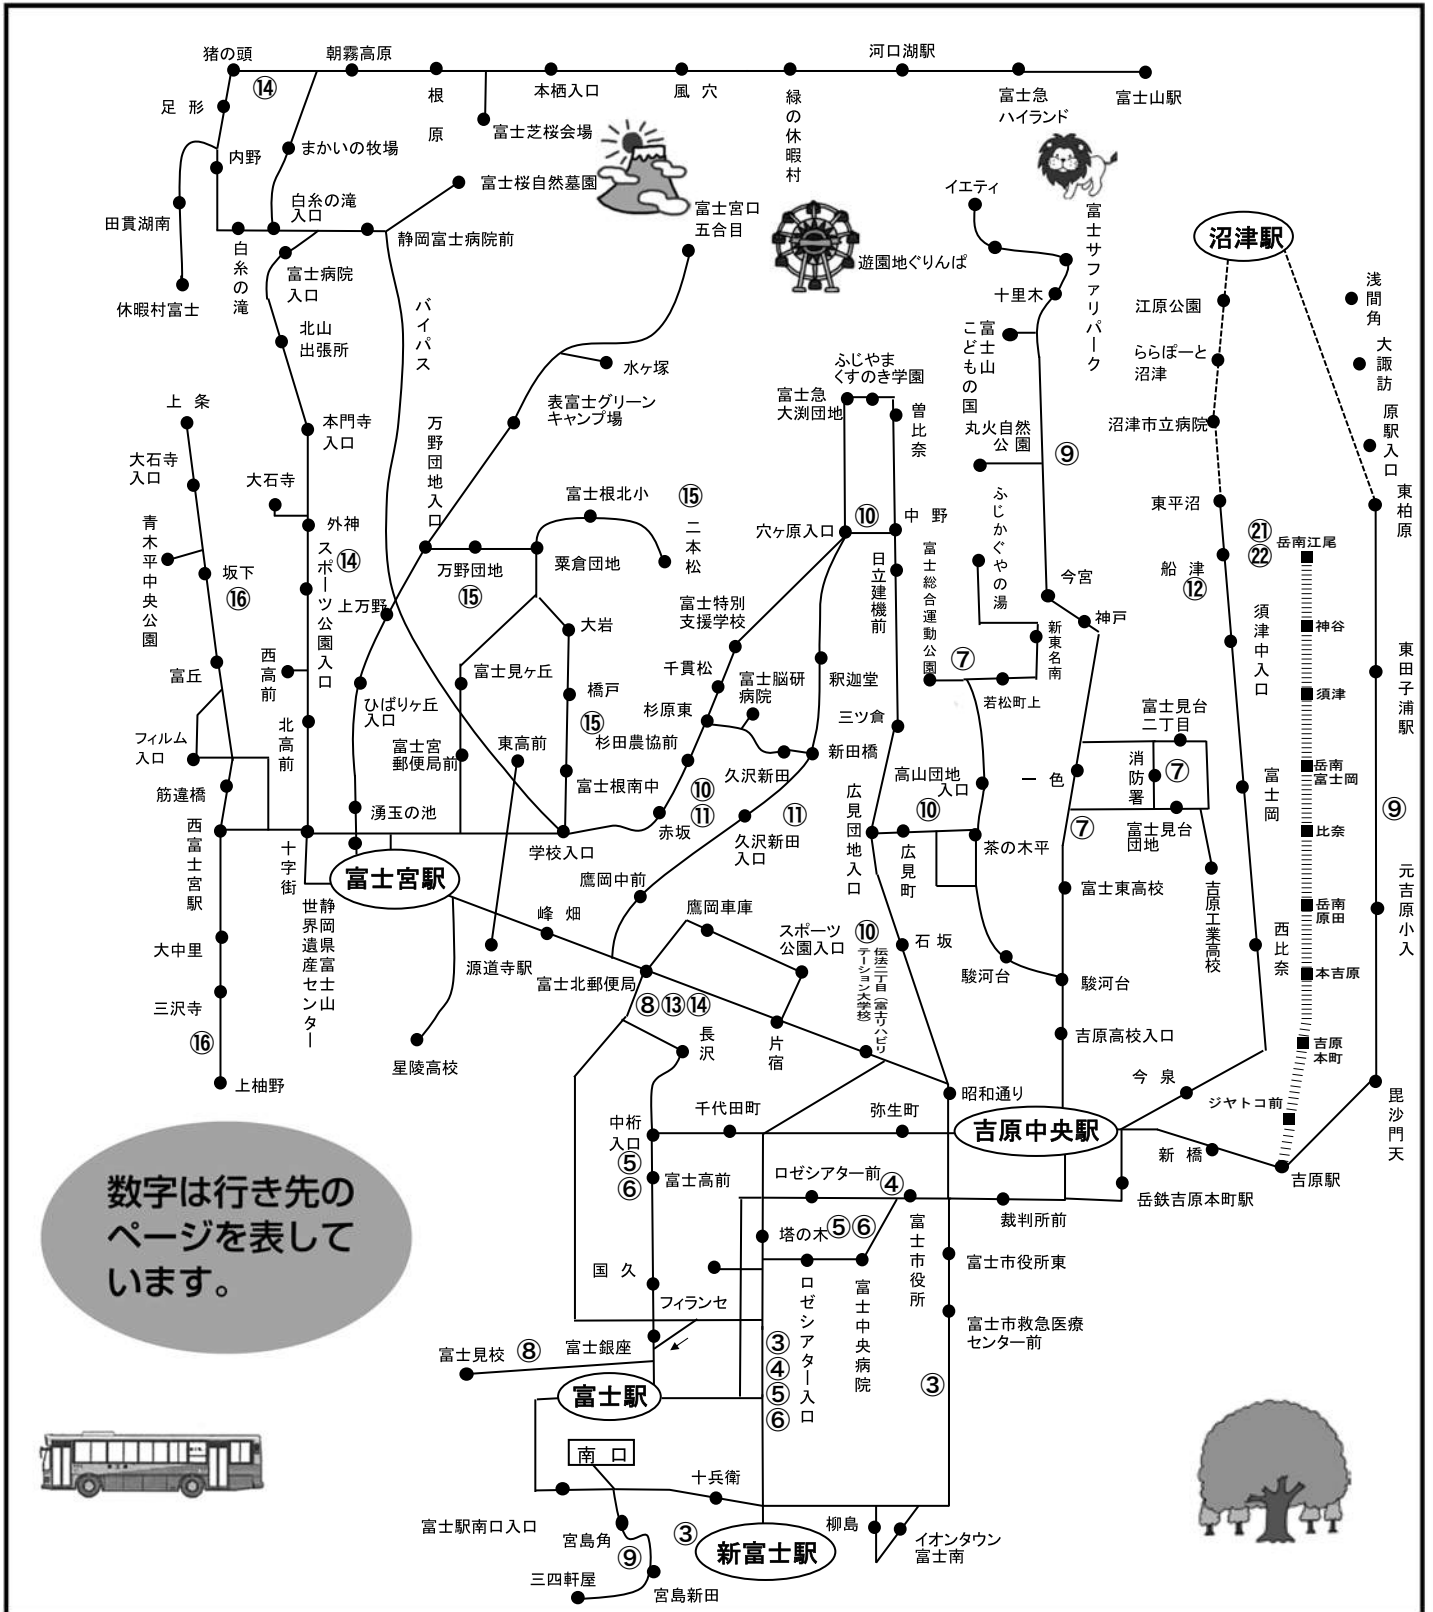 猪の頭
朝霧高原
根原
本栖入口
風穴
緑の休暇村
河口湖駅
富士急
ハイランド
富士山駅
⑭
足形
内野
まかいの牧場
富士芝桜会場
田貫湖南
休暇村富士
白糸の滝
白糸の滝
入口
静岡富士病院前
富士桜自然墓園
富士病院
入口
北山
出張所
バイパス
富士宮口
五合目
水ヶ塚
表富士グリーン
キャンプ場
遊園地ぐりんぱ
イエティ
富士サファリパーク
十里木
富士山
こどもの国
丸火自然
公園
⑨
沼津駅
江原公園
ららぽーと
沼津
沼津市立病院
東平沼
船津
⑫
須津中入口
富士岡
西比奈
今泉
浅間角
大諏訪
原駅入口
東柏原
東田子浦駅
⑨
元吉原小入
毘沙門天
㉑
㉒
岳南江尾
神谷
須津
岳南
富士岡
比奈
岳南
原田
本吉原
吉原
本町
ジヤトコ前
吉原駅
新橋
岳鉄吉原本町駅
上条
大石寺
入口
青木平中央公園
坂下
⑯
富丘
フィルム
入口
筋違橋
西富士宮駅
大中里
三沢寺
⑯
上柚野
本門寺
入口
大石寺
外神
⑭
スポーツ公園入口
西高前
北高前
十字街
静岡県富士山
世界遺産センター
万野団地入口
万野団地
⑮
上万野
ひばりヶ丘
入口
湧玉の池
富士宮駅
富士根北小
⑮
二本松
粟倉団地
大岩
富士見ヶ丘
橋戸
⑮
富士宮
郵便局前
東高前
富士根南中
学校入口
源道寺駅
星陵高校
峰畑
富士北郵便局
⑧⑬⑭
富士急
大渕団地
ふじやま
くすのき学園
曽比奈
穴ヶ原入口
⑩
中野
日立建機前
富士特別
支援学校
千貫松
杉原東
富士脳研
病院
釈迦堂
杉田農協前
久沢新田
新田橋
⑩
⑪
赤坂
久沢新田
入口
⑪
鷹岡中前
鷹岡車庫
スポーツ
公園入口
片宿
⑩
伝法二丁目(富士リハビリ
テーション大学校)
三ツ倉
広見団地入口
広見町
⑩
高山団地
入口
茶の木平
石坂
駿河台
富士総合運動公園
⑦
若松町上
ふじかぐやの湯
新東名南
今宮
神戸
一色
⑦
富士見台
二丁目
消防署
⑦
富士見台
団地
吉原工業高校
富士東高校
駿河台
吉原高校入口
昭和通り
吉原中央駅
長沢
中桁
入口
⑤
⑥
千代田町
弥生町
富士高前
ロゼシアター前
④
塔の木
⑤⑥
裁判所前
富士市役所
富士市役所東
国久
フィランセ
ロゼシアター入口
富士中央病院
富士市救急医療
センター前
富士見校
⑧
富士銀座
③
④
⑤
⑥
③
富士駅
南口
十兵衛
富士駅南口入口
宮島角
⑨
三四軒屋
宮島新田
③
新富士駅
柳島
イオンタウン
富士南
数字は行き先の
ページを表して
います。